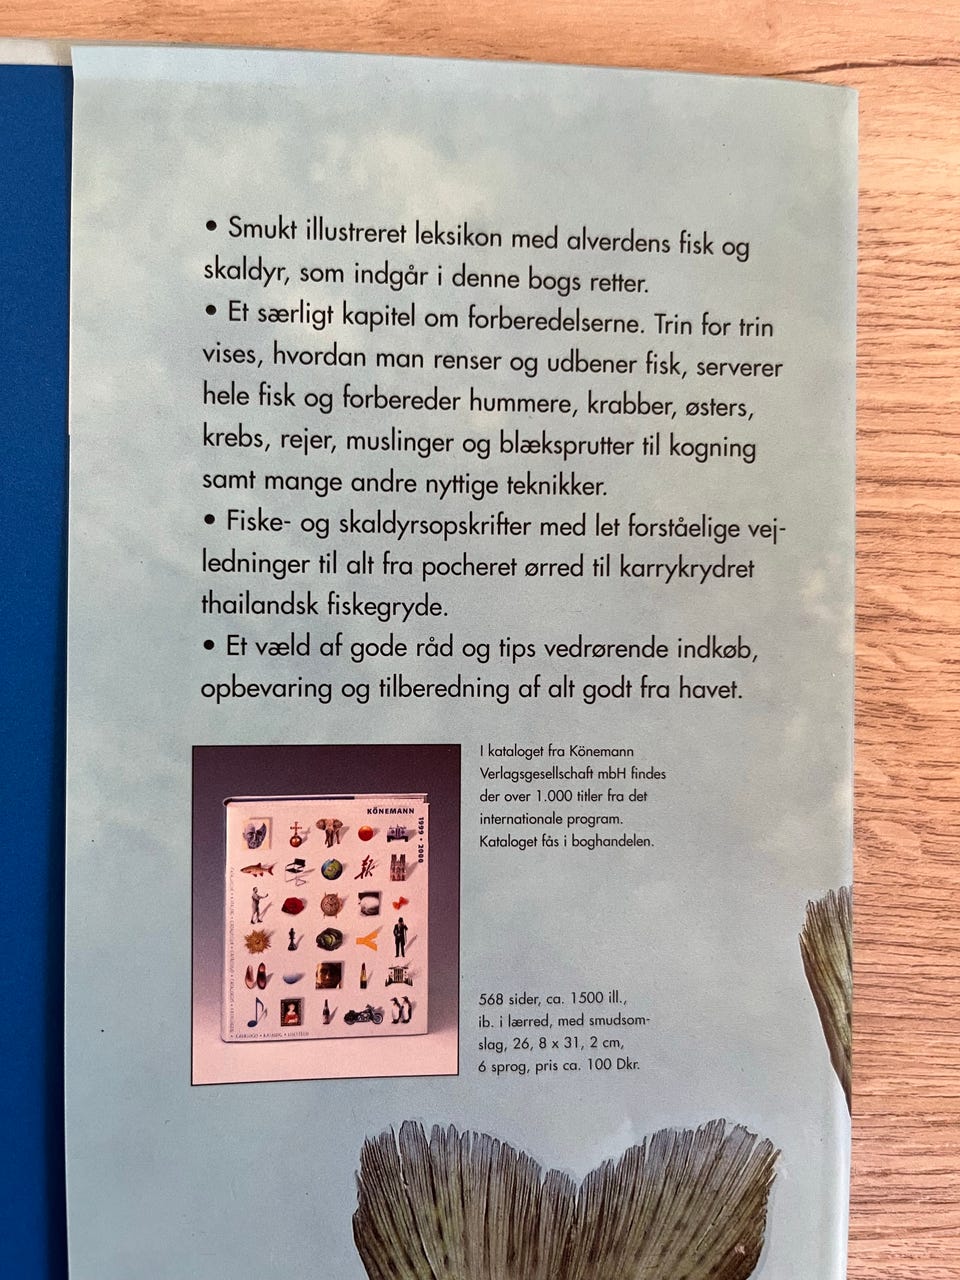 • Smukt illustreret leksikon med alverdens fisk og
skaldyr, som indgår i denne bogs retter.
• Et særligt kapitel om forberedelserne. Trin for trin
vises, hvordan man renser og udbener fisk, serverer
hele fisk og forbereder hummere, krabber, østers,
krebs, rejer, muslinger og blæksprutter til kogning
samt mange andre nyttige teknikker.
• Fiske- og skaldyrsopskrifter med let forståelige vej-
ledninger til alt fra pocheret ørred til karrykrydret
thailandsk fiskegryde.
• Et væld af gode råd og tips vedrørende indkøb,
opbevaring og tilberedning af alt godt fra havet.
I kataloget fra Könemann
Verlagsgesellschaft mbH findes
der over 1.000 titler fra det
internationale program.
Kataloget fås i boghandelen.
KÖNEMANN
1999 • 2000
568 sider, ca. 1500 ill.,
ib. i lærred, med smudsom-
slag, 26, 8 x 31, 2 cm,
6 sprog, pris ca. 100 Dkr.